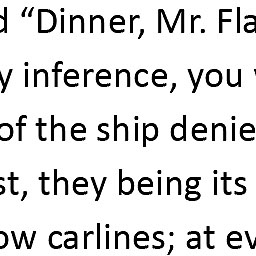 “Dinner, Mr. Fla
inference, you
of the ship denie
st, they being its
ow carlines; at ev